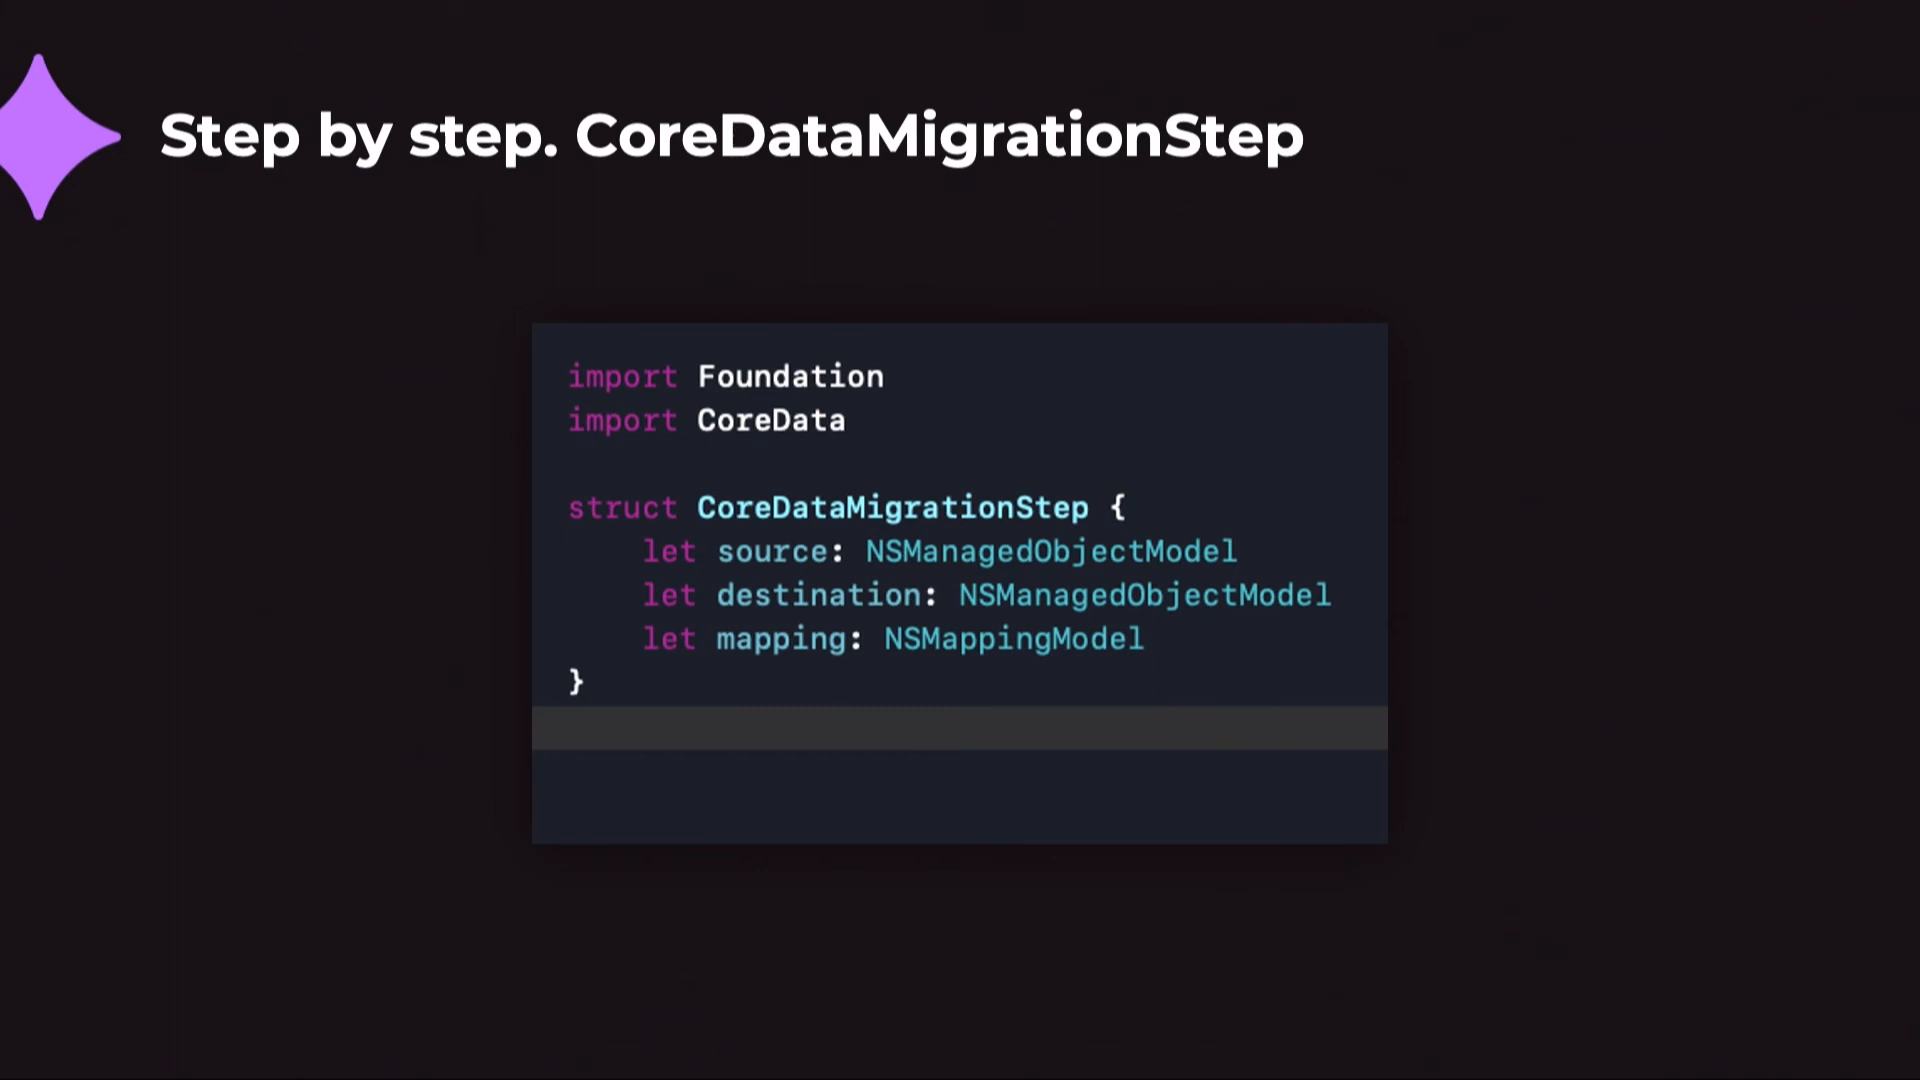 Step by step. CoreDataMigrationStep
import Foundation
import CoreData
struct CoreDataMigrationStep {
    let source: NSManagedObjectModel
    let destination: NSManagedObjectModel
    let mapping: NSMappingModel
}